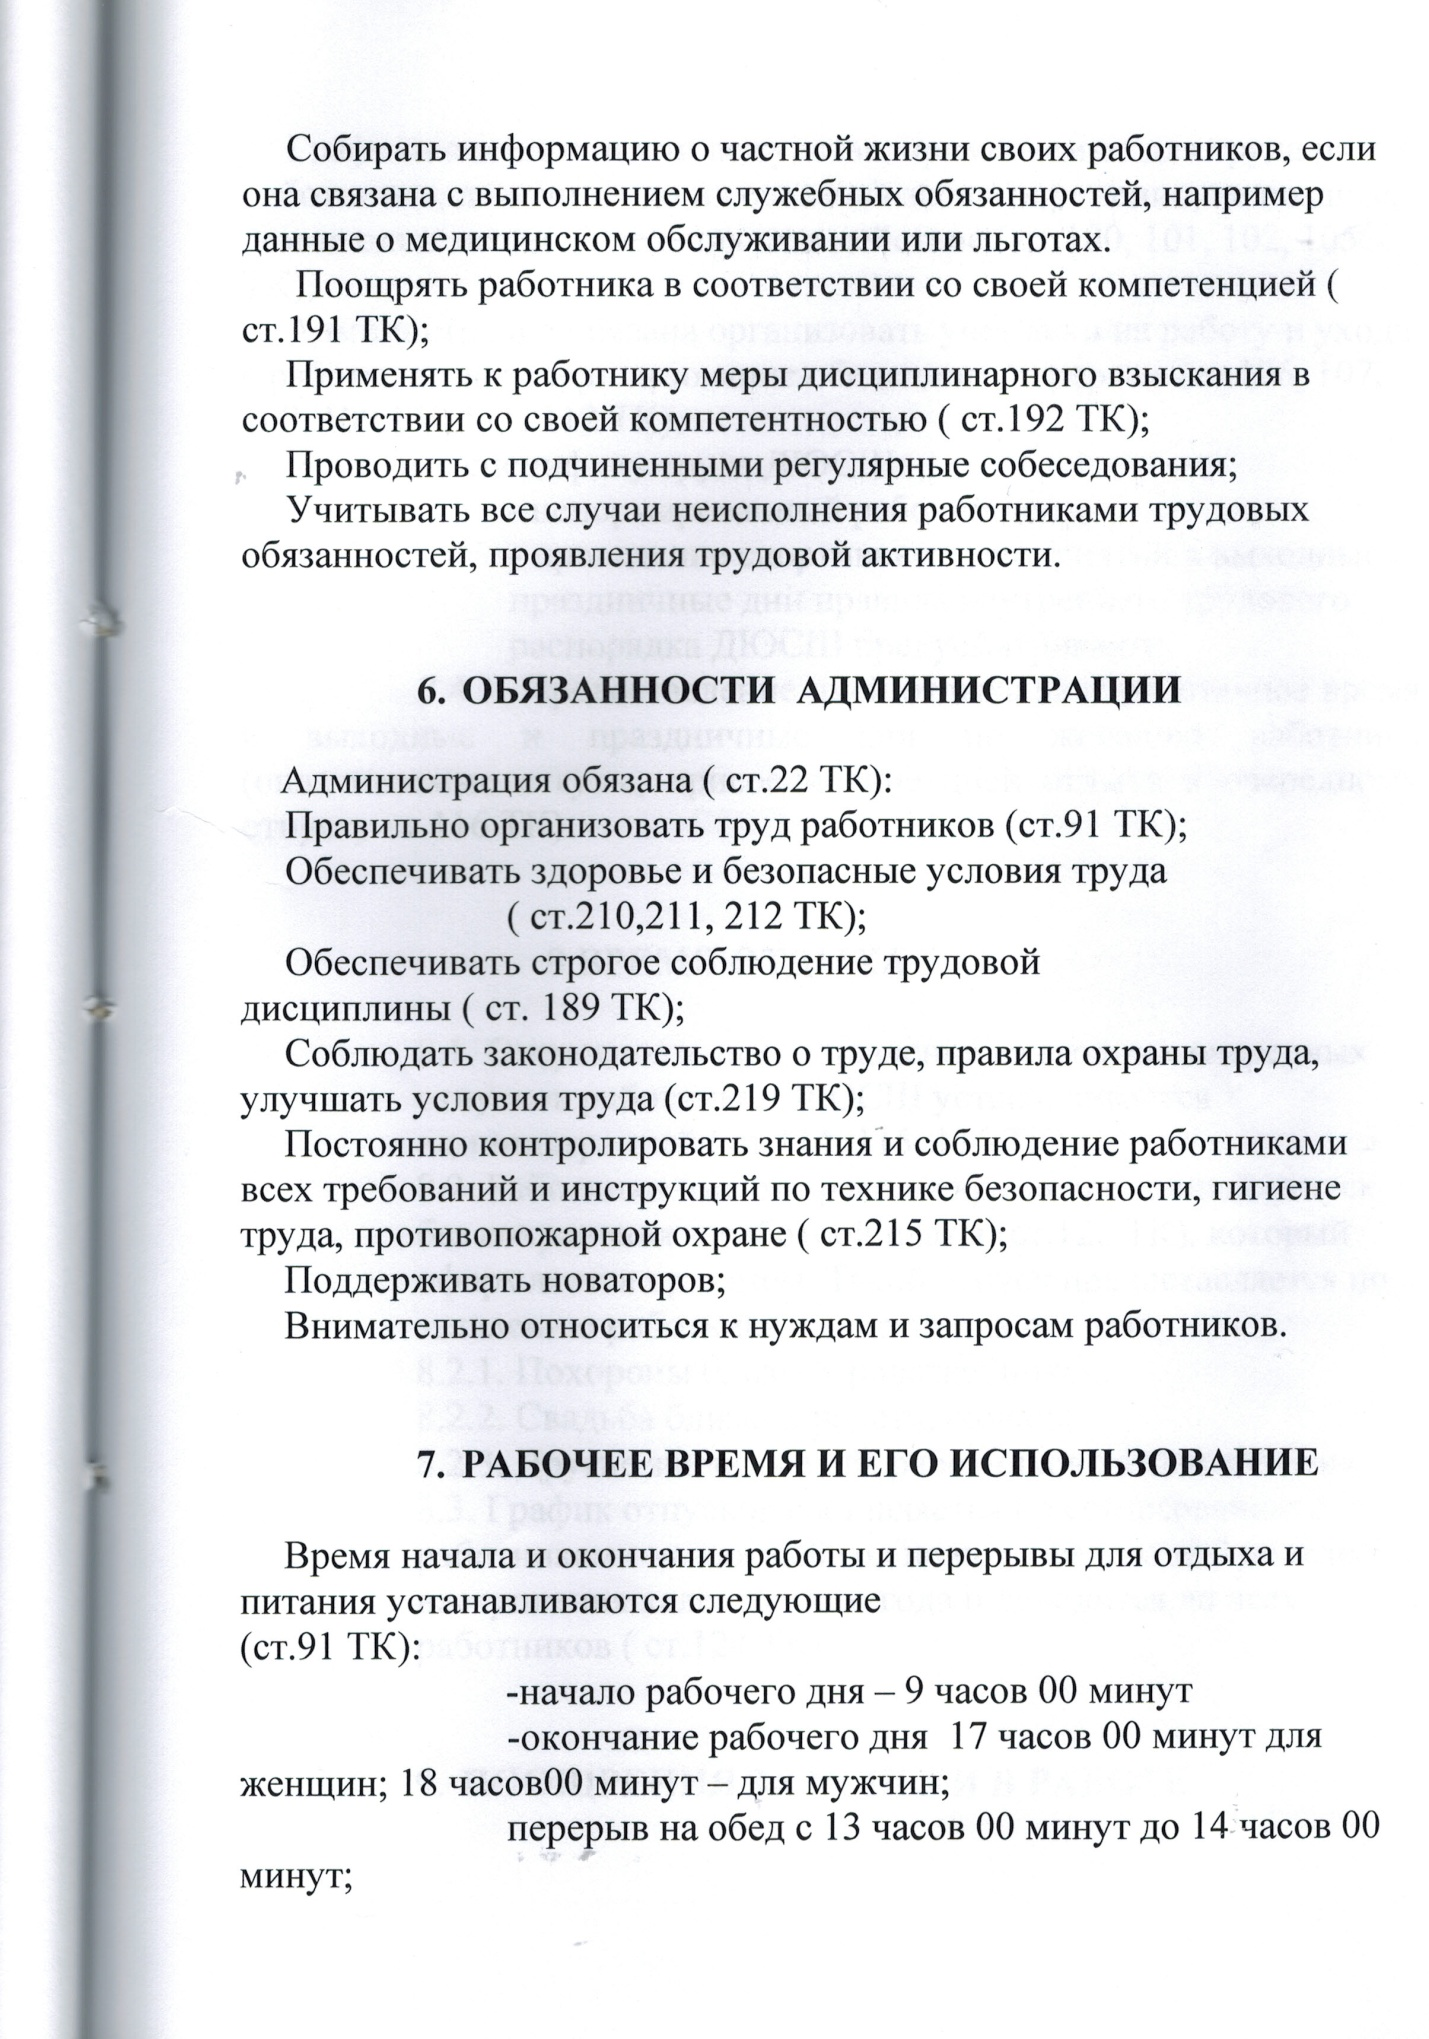 Собирать информацию о частной жизни своих работников, если
она связана с выполнением служебных обязанностей, например
данные о медицинском обслуживании или льготах.
Поощрять работника в соответствии со своей компетенцией (
ст.191 ТК);
Применять к работнику меры дисциплинарного взыскания в
соответствии со своей компетентностью ( ст.192 ТК);
Проводить с подчиненными регулярные собеседования;
Учитывать все случаи неисполнения работниками трудовых
обязанностей, проявления трудовой активности.
6. ОБЯЗАННОСТИ АДМИНИСТРАЦИИ
Администрация обязана ( ст.22 ТК):
Правильно организовать труд работников (ст.91 ТК);
Обеспечивать здоровье и безопасные условия труда
( ст.210,211, 212 ТК);
Обеспечивать строгое соблюдение трудовой
дисциплины ( ст. 189 ТК);
Соблюдать законодательство о труде, правила охраны труда,
улучшать условия труда (ст.219 ТК);
Постоянно контролировать знания и соблюдение работниками
всех требований и инструкций по технике безопасности, гигиене
труда, противопожарной охране ( ст.215 ТК);
Поддерживать новаторов;
Внимательно относиться к нуждам и запросам работников.
7. РАБОЧЕЕ ВРЕМЯ И ЕГО ИСПОЛЬЗОВАНИЕ
Время начала и окончания работы и перерывы для отдыха и
питания устанавливаются следующие
(ст.91 ТК):
-начало рабочего дня – 9 часов 00 минут
-окончание рабочего дня 17 часов 00 минут для
женщин; 18 часов00 минут – для мужчин;
перерыв на обед с 13 часов 00 минут до 14 часов 00
минут;